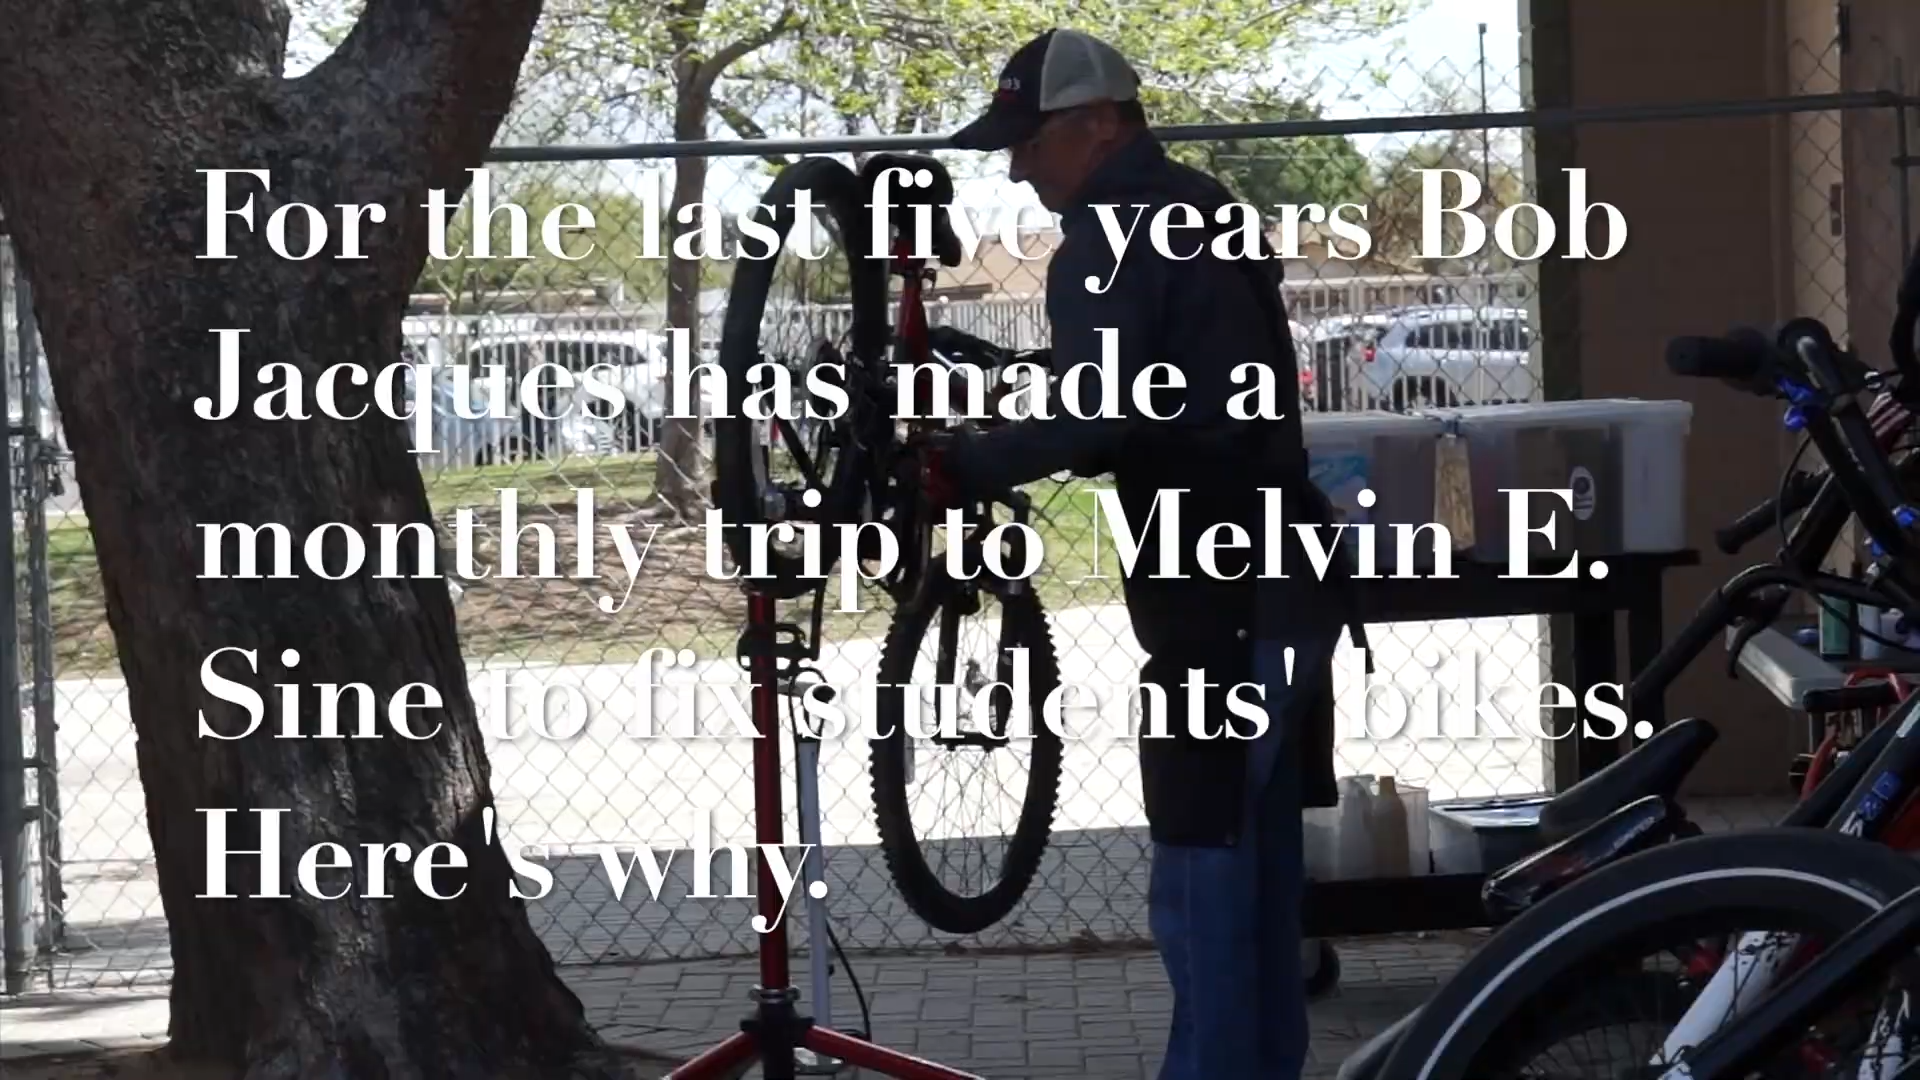 For the last five years Bob
Jacques has made a
monthly trip to Melvin E.
Sine to fix students' bikes.
Here's why.